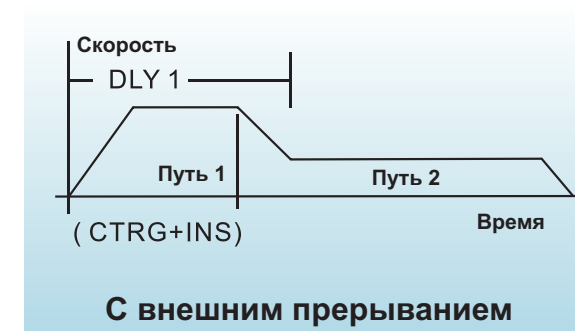 Скорость
DLY 1
Путь 1
Путь 2
(CTRG+INS)
Время
С внешним прерыванием